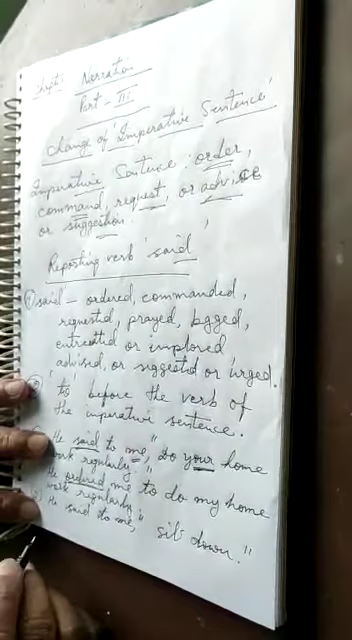 Chapt: Narration
Part - III
Change of "Imperative Sentence"
Imperative Sentence : order,
command, request, or advice
or suggestion.
Reporting verb 'said
① said - ordered, commanded,
requested, prayed, begged,
entreated or implored
advised, or suggested or urged.
② "to" before the verb of
the imperative sentence.
He said to me, "Do your home
work regularly."
He ordered me to do my home
work regularly.
He said to me, "sit down."